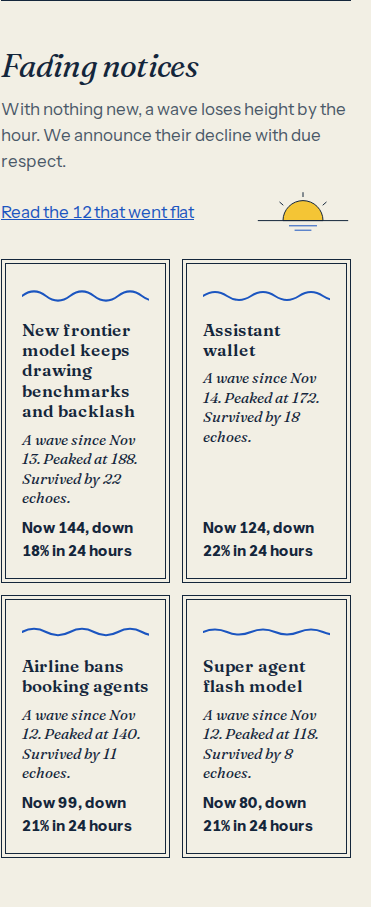 Fading notices
With nothing new, a wave loses height by the
hour. We announce their decline with due
respect.
Read the 12 that went flat
New frontier
model keeps
drawing
benchmarks
and backlash
A wave since Nov
13. Peaked at 188.
Survived by 22
echoes.
Now 144, down
18% in 24 hours
Assistant
wallet
A wave since Nov
14. Peaked at 172.
Survived by 18
echoes.
Now 124, down
22% in 24 hours
Airline bans
booking agents
A wave since Nov
12. Peaked at 140.
Survived by 11
echoes.
Now 99, down
21% in 24 hours
Super agent
flash model
A wave since Nov
12. Peaked at 118.
Survived by 8
echoes.
Now 80, down
21% in 24 hours